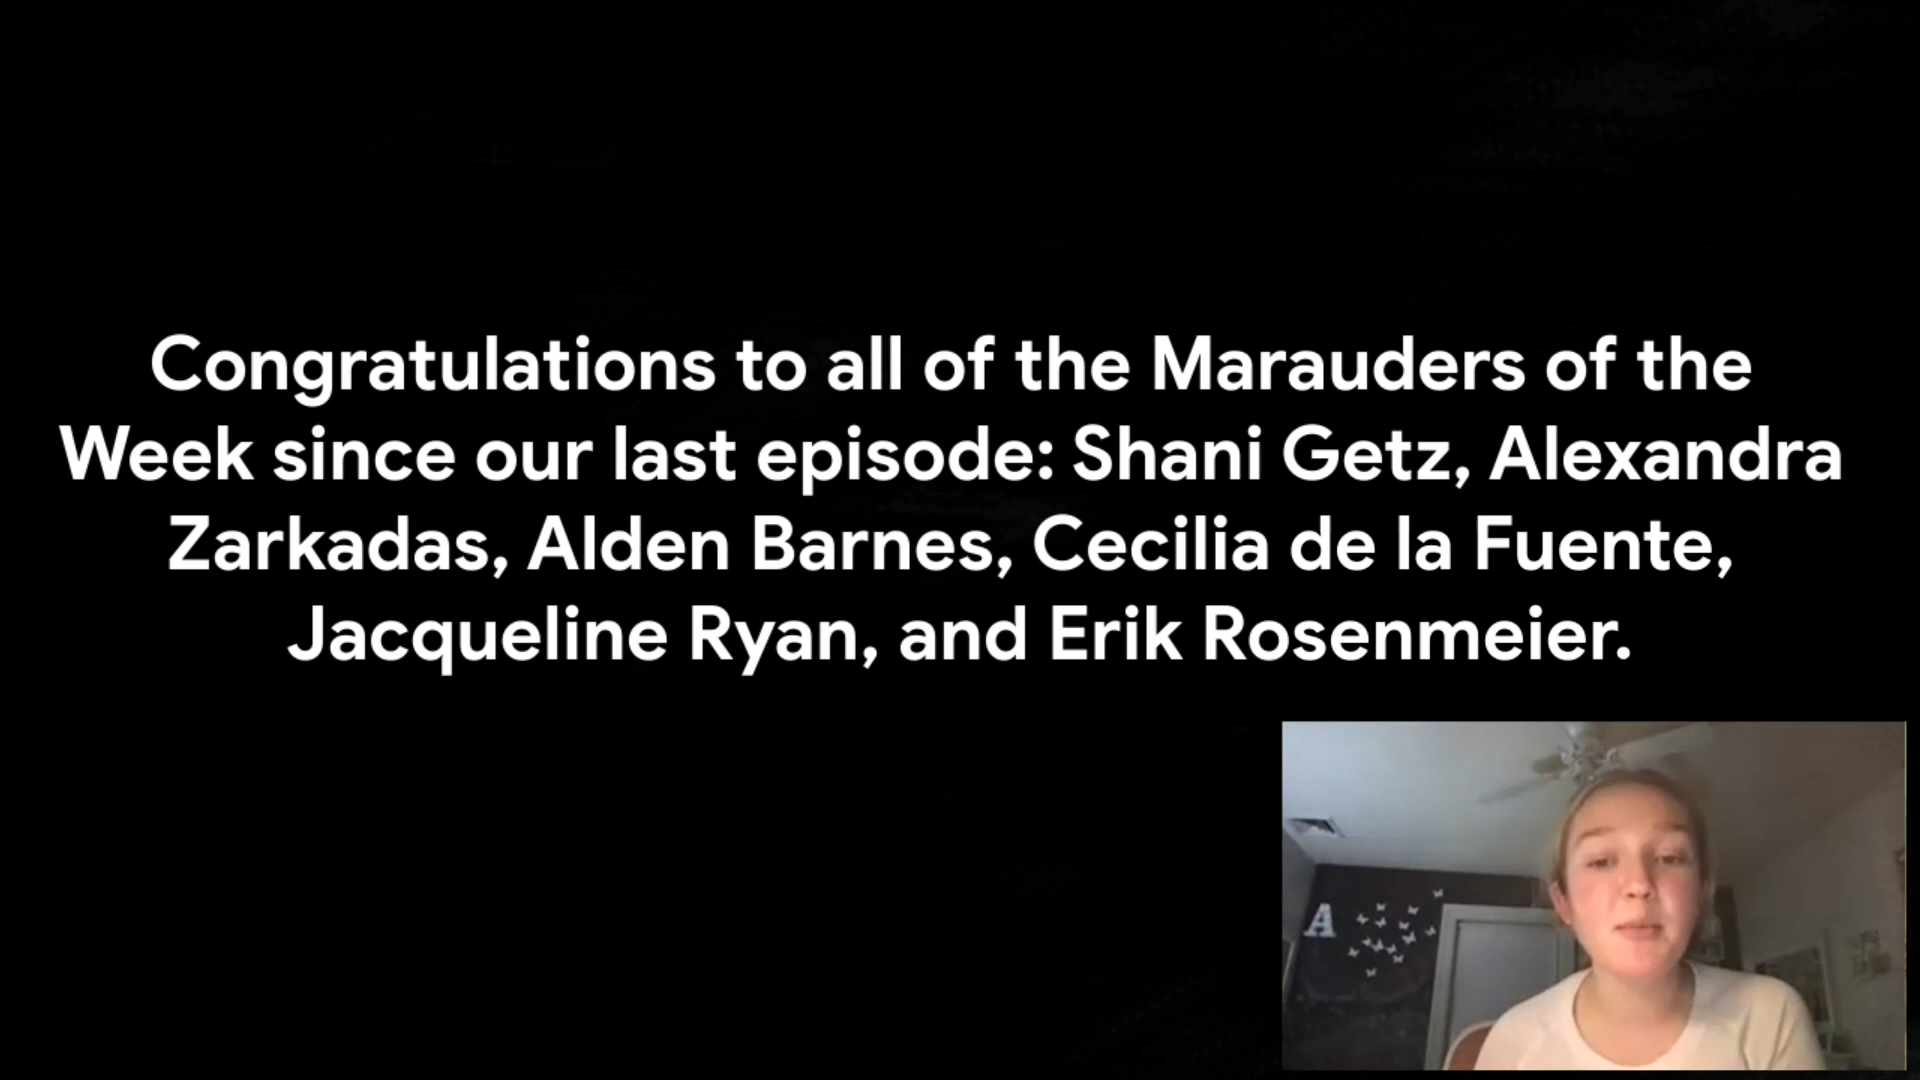 Congratulations to all of the Marauders of the
Week since our last episode: Shani Getz, Alexandra
Zarkadas, Alden Barnes, Cecilia de la Fuente,
Jacqueline Ryan, and Erik Rosenmeier.
A